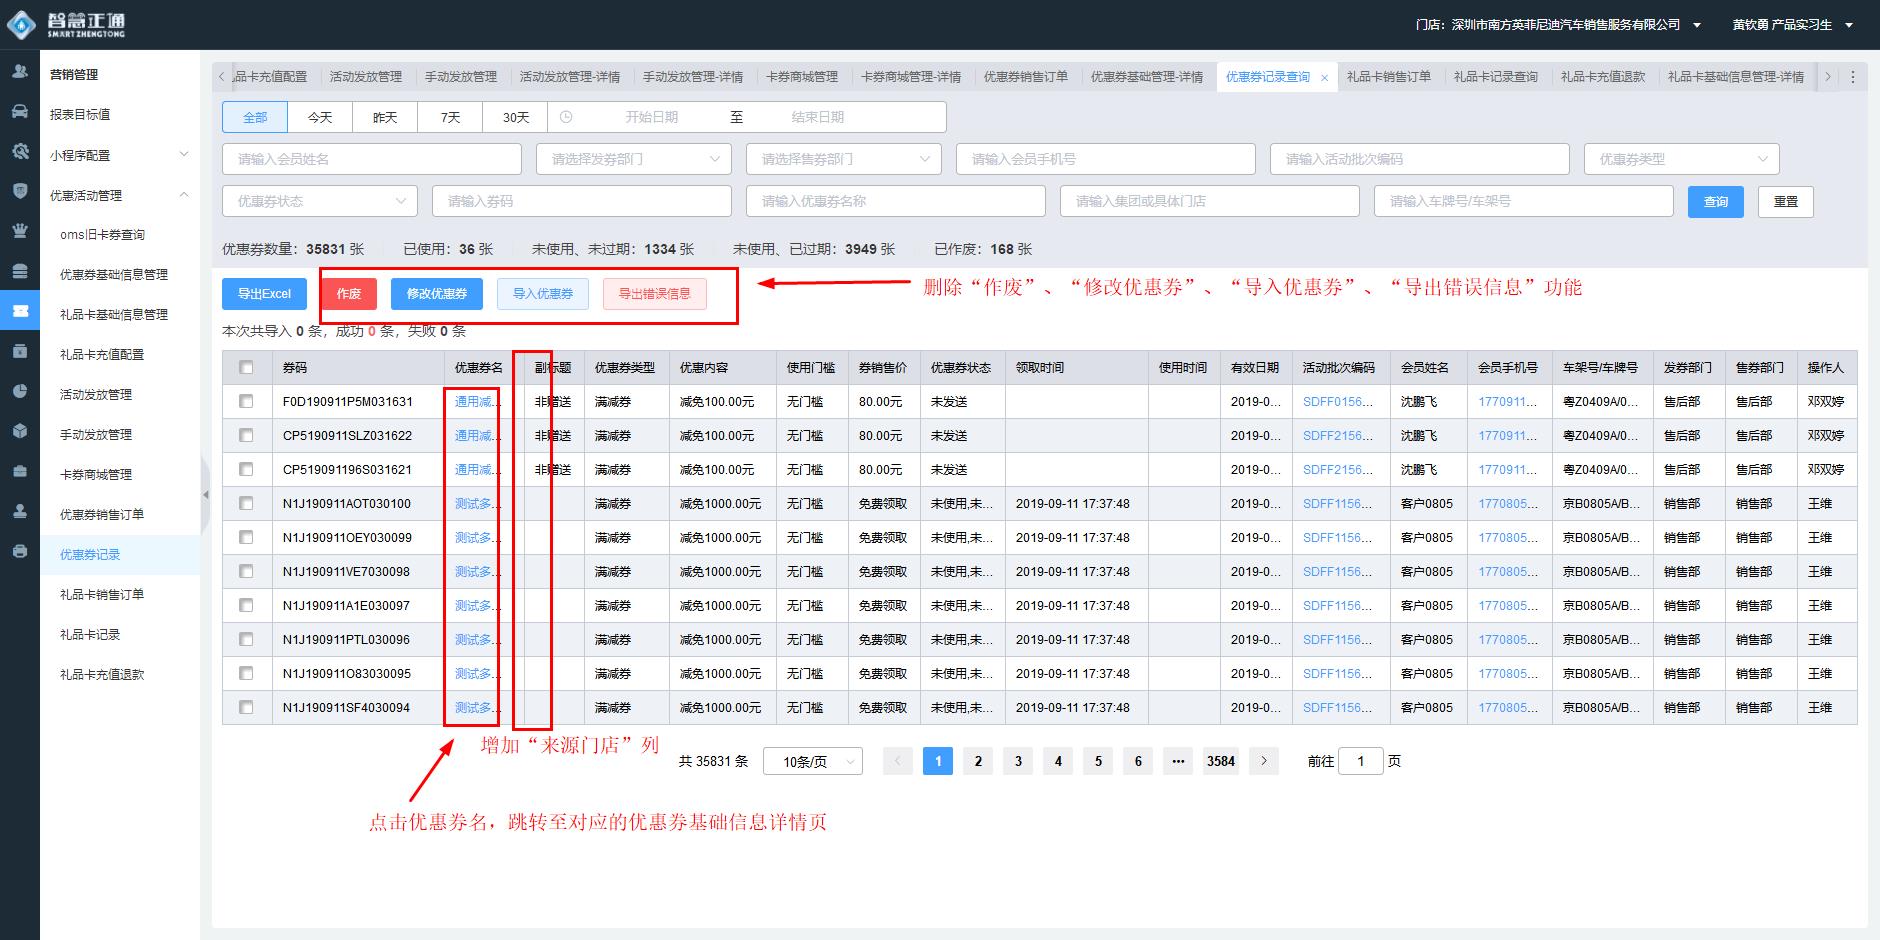 智慧正通
SMART ZHENGTONG
门店：深圳市南方英菲尼迪汽车销售服务有限公司
黄钦勇 产品实习生
营销管理
报表目标值
小程序配置
优惠活动管理
oms旧卡券查询
优惠券基础信息管理
礼品卡基础信息管理
礼品卡充值配置
活动发放管理
手动发放管理
卡券商城管理
优惠券销售订单
优惠券记录
礼品卡销售订单
礼品卡记录
礼品卡充值退款
品卡充值配置 活动发放管理 手动发放管理 活动发放管理-详情 手动发放管理-详情 卡券商城管理 卡券商城管理-详情 优惠券销售订单 优惠券基础管理-详情 优惠券记录查询 × 礼品卡销售订单 礼品卡记录查询 礼品卡充值退款 礼品卡基础信息管理-详情
全部 今天 昨天 7天 30天 开始日期 至 结束日期
请输入会员姓名 请选择发券部门 请选择售券部门 请输入会员手机号 请输入活动批次编码 优惠券类型
优惠券状态 请输入券码 请输入优惠券名称 请输入集团或具体门店 请输入车牌号/车架号 查询 重置
优惠券数量：35831 张 已使用：36 张 未使用、未过期：1334 张 未使用、已过期：3949 张 已作废：168 张
导出Excel 作废 修改优惠券 导入优惠券 导出错误信息
删除“作废”、“修改优惠券”、“导入优惠券”、“导出错误信息”功能
本次共导入 0 条，成功 0 条，失败 0 条
券码 优惠券名 副标题 优惠券类型 优惠内容 使用门槛 券销售价 优惠券状态 领取时间 使用时间 有效日期 活动批次编码 会员姓名 会员手机号 车架号/车牌号 发券部门 售券部门 操作人
F0D190911P5M031631 通用减... 非赠送 满减券 减免100.00元 无门槛 80.00元 未发送 2019-0... SDFF0156... 沈鹏飞 1770911... 粤Z0409A/0... 售后部 售后部 邓双婷
CP5190911SLZ031622 通用减... 非赠送 满减券 减免100.00元 无门槛 80.00元 未发送 2019-0... SDFF2156... 沈鹏飞 1770911... 粤Z0409A/0... 售后部 售后部 邓双婷
CP519091196S031621 通用减... 非赠送 满减券 减免100.00元 无门槛 80.00元 未发送 2019-0... SDFF2156... 沈鹏飞 1770911... 粤Z0409A/0... 售后部 售后部 邓双婷
N1J190911AOT030100 测试多... 满减券 减免1000.00元 无门槛 免费领取 未使用,未... 2019-09-11 17:37:48 2019-0... SDFF1156... 客户0805 1770805... 京B0805A/B... 销售部 销售部 王维
N1J190911OEY030099 测试多... 满减券 减免1000.00元 无门槛 免费领取 未使用,未... 2019-09-11 17:37:48 2019-0... SDFF1156... 客户0805 1770805... 京B0805A/B... 销售部 销售部 王维
N1J190911VE7030098 测试多... 满减券 减免1000.00元 无门槛 免费领取 未使用,未... 2019-09-11 17:37:48 2019-0... SDFF1156... 客户0805 1770805... 京B0805A/B... 销售部 销售部 王维
N1J190911A1E030097 测试多... 满减券 减免1000.00元 无门槛 免费领取 未使用,未... 2019-09-11 17:37:48 2019-0... SDFF1156... 客户0805 1770805... 京B0805A/B... 销售部 销售部 王维
N1J190911PTL030096 测试多... 满减券 减免1000.00元 无门槛 免费领取 未使用,未... 2019-09-11 17:37:48 2019-0... SDFF1156... 客户0805 1770805... 京B0805A/B... 销售部 销售部 王维
N1J190911O83030095 测试多... 满减券 减免1000.00元 无门槛 免费领取 未使用,未... 2019-09-11 17:37:48 2019-0... SDFF1156... 客户0805 1770805... 京B0805A/B... 销售部 销售部 王维
N1J190911SF4030094 测试多... 满减券 减免1000.00元 无门槛 免费领取 未使用,未... 2019-09-11 17:37:48 2019-0... SDFF1156... 客户0805 1770805... 京B0805A/B... 销售部 销售部 王维
增加“来源门店”列
共 35831 条 10条/页 1 2 3 4 5 6 ... 3584 前往 1 页
点击优惠券名，跳转至对应的优惠券基础信息详情页